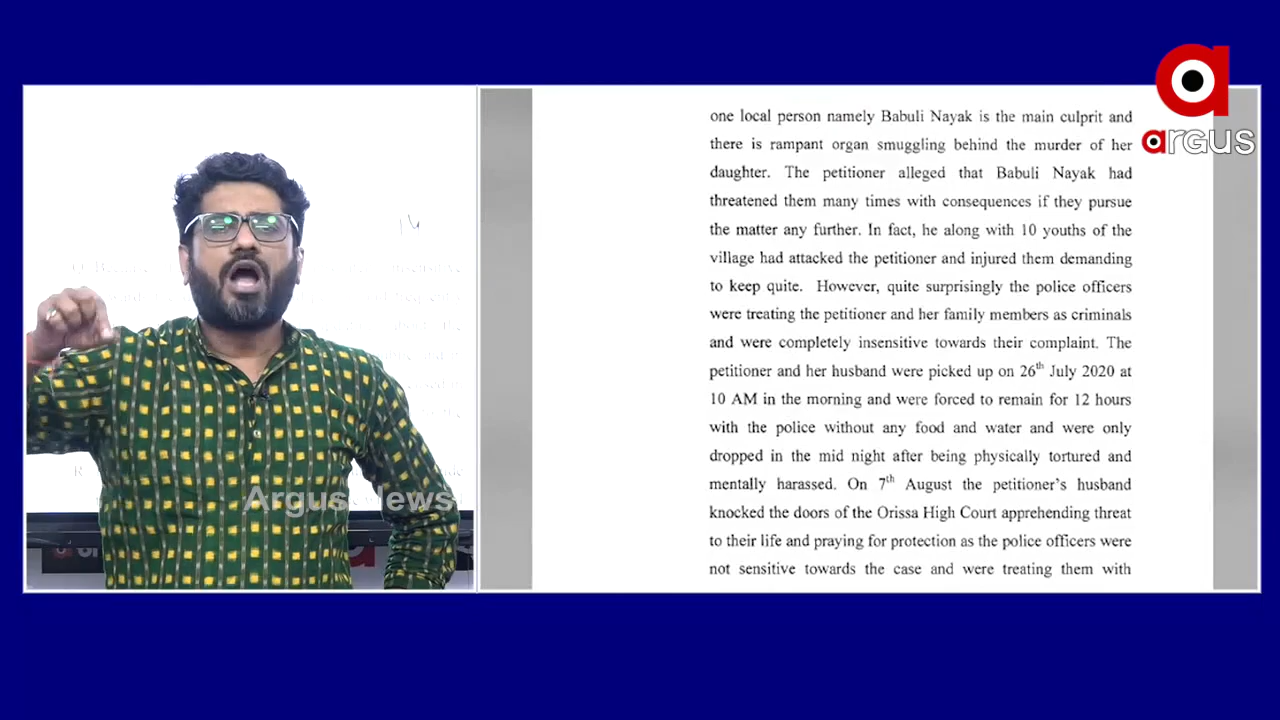 argus
one local person namely Babuli Nayak is the main culprit and
there is rampant organ smuggling behind the murder of her
daughter. The petitioner alleged that Babuli Nayak had
threatened them many times with consequences if they pursue
the matter any further. In fact, he along with 10 youths of the
village had attacked the petitioner and injured them demanding
to keep quite. However, quite surprisingly the police officers
were treating the petitioner and her family members as criminals
and were completely insensitive towards their complaint. The
petitioner and her husband were picked up on 26th July 2020 at
10 AM in the morning and were forced to remain for 12 hours
with the police without any food and water and were only
dropped in the mid night after being physically tortured and
mentally harassed. On 7th August the petitioner's husband
knocked the doors of the Orissa High Court apprehending threat
to their life and praying for protection as the police officers were
not sensitive towards the case and were treating them with
14
Argus News